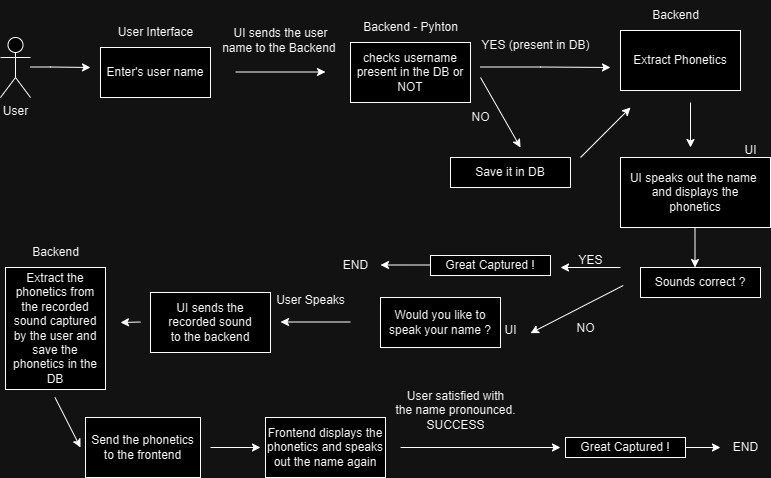 User
User Interface
Enter's user name
UI sends the user
name to the Backend
Backend - Pyhton
checks username
present in the DB or
NOT
YES (present in DB)
NO
Save it in DB
Backend
Extract Phonetics
UI
UI speaks out the name
and displays the
phonetics
Sounds correct ?
YES
Great Captured !
END
NO
Would you like to
speak your name ?
UI
User Speaks
UI sends the
recorded sound
to the backend
Backend
Extract the
phonetics from
the recorded
sound captured
by the user and
save the
phonetics in the
DB
Send the phonetics
to the frontend
Frontend displays the
phonetics and speaks
out the name again
User satisfied with
the name pronounced.
SUCCESS
Great Captured !
END